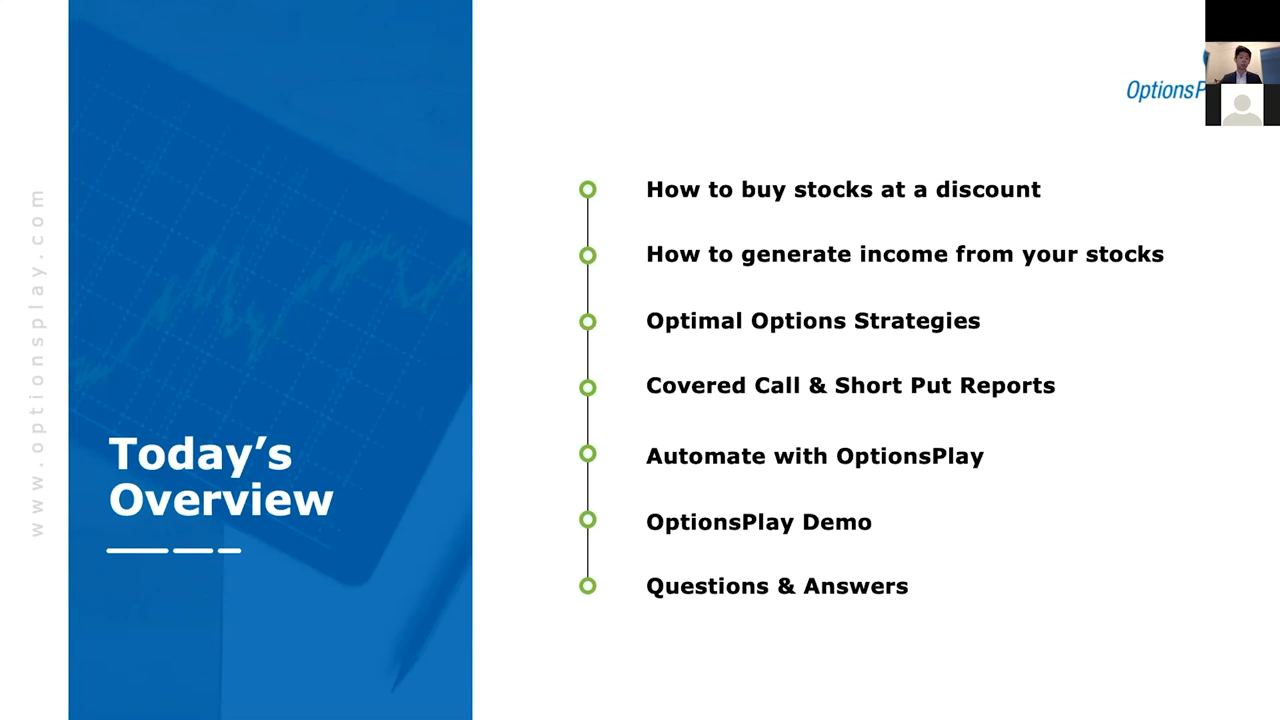 OptionsP
www.optionsplay.com
Today’s
Overview
How to buy stocks at a discount
How to generate income from your stocks
Optimal Options Strategies
Covered Call & Short Put Reports
Automate with OptionsPlay
OptionsPlay Demo
Questions & Answers